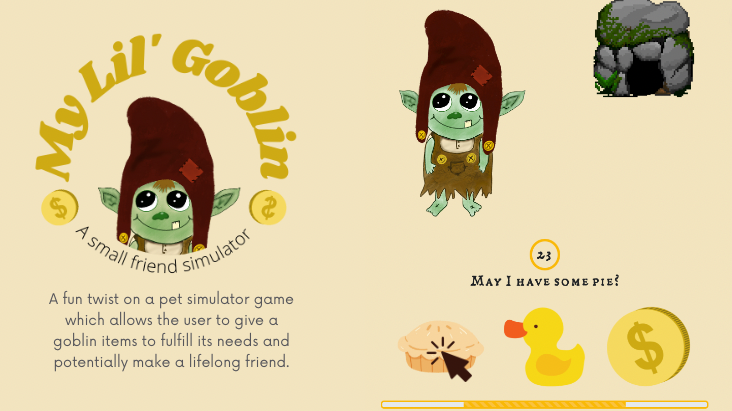 My Lil' Goblin
$ $
A small friend simulator
A fun twist on a pet simulator game
which allows the user to give a
goblin items to fulfill its needs and
potentially make a lifelong friend.
23
May I have some pie?
$